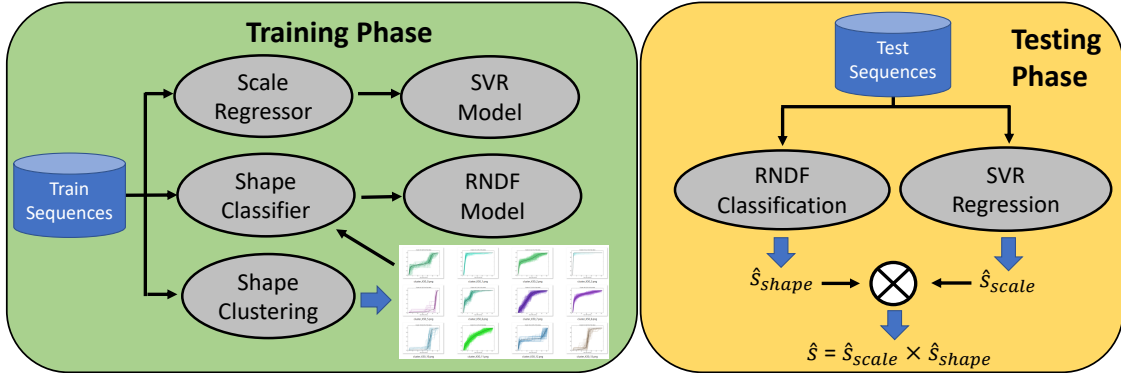 Training Phase
Scale
Regressor
SVR
Model
Train
Sequences
Shape
Classifier
RNDF
Model
Shape
Clustering
Test
Sequences
Testing
Phase
RNDF
Classification
SVR
Regression
ŝ_shape
ŝ_scale
ŝ = ŝ_scale × ŝ_shape